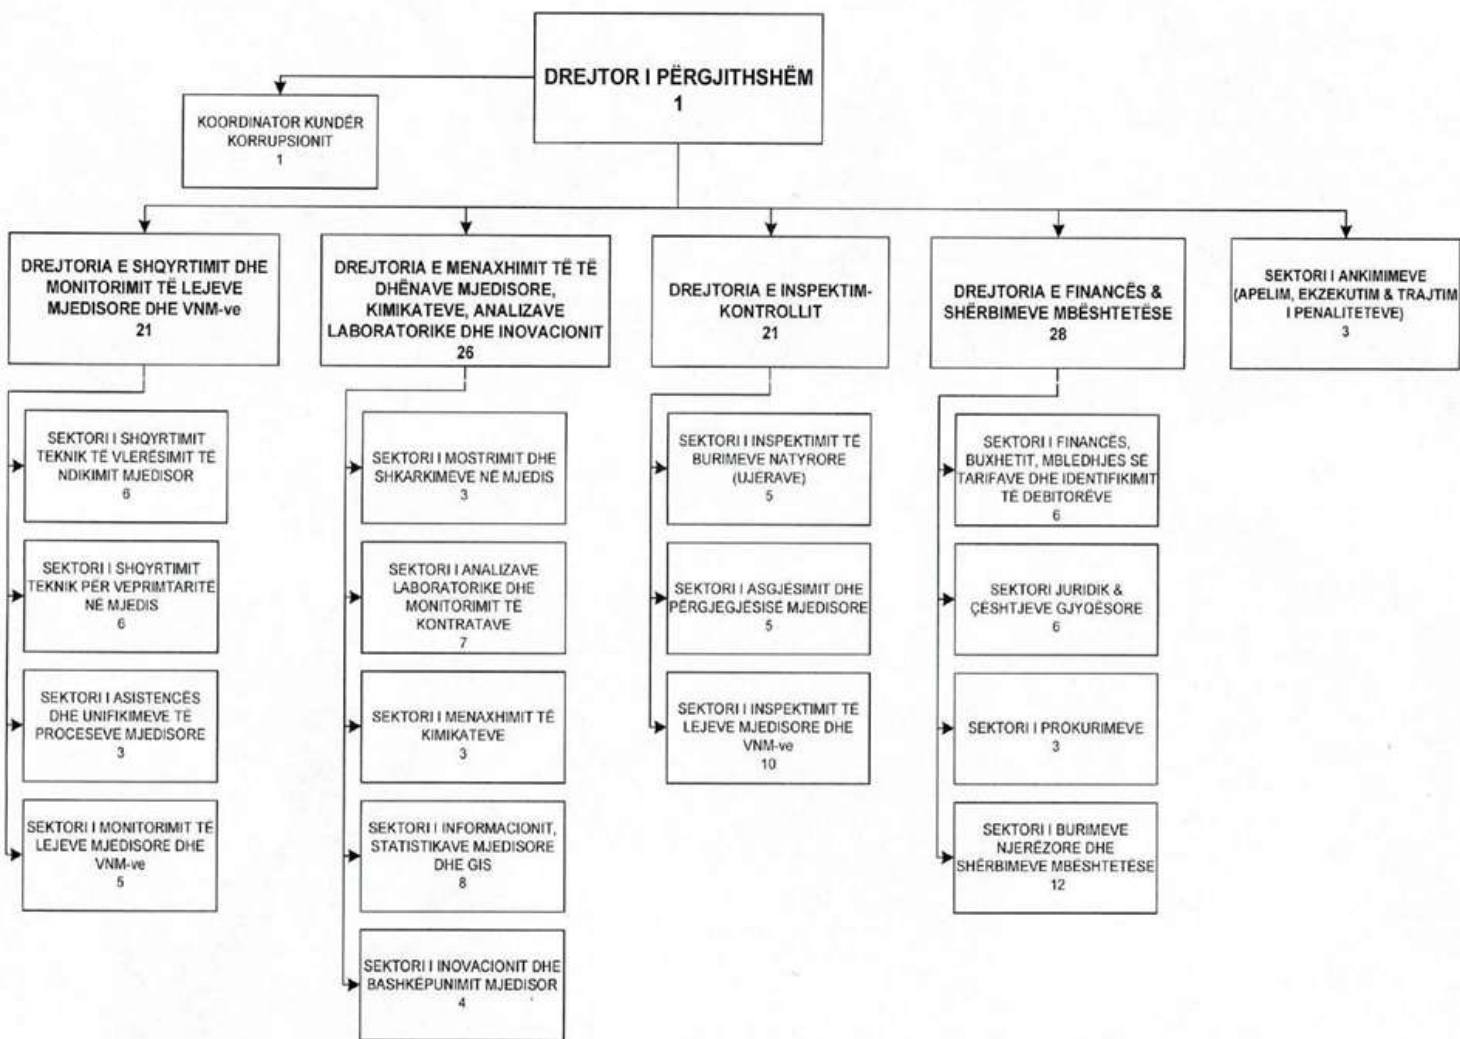 DREJTOR I PËRGJITHSHËM
1
KOORDINATOR KUNDËR
KORRUPSIONIT
1
DREJTORIA E SHQYRTIMIT DHE
MONITORIMIT TË LEJEVE
MJEDISORE DHE VNM-ve
21
SEKTORI I SHQYRTIMIT
TEKNIK TË VLERËSIMIT TË
NDIKIMIT MJEDISOR
6
SEKTORI I SHQYRTIMIT
TEKNIK PËR VEPRIMTARITË
NË MJEDIS
6
SEKTORI I ASISTENCËS
DHE UNIFIKIMEVE TË
PROCESEVE MJEDISORE
3
SEKTORI I MONITORIMIT TË
LEJEVE MJEDISORE DHE
VNM-ve
5
DREJTORIA E MENAXHIMIT TË TË
DHËNAVE MJEDISORE,
KIMIKATEVE, ANALIZAVE
LABORATORIKE DHE INOVACIONIT
26
SEKTORI I MOSTRIMIT DHE
SHKARKIMEVE NË MJEDIS
3
SEKTORI I ANALIZAVE
LABORATORIKE DHE
MONITORIMIT TË
KONTRATAVE
7
SEKTORI I MENAXHIMIT TË
KIMIKATEVE
3
SEKTORI I INFORMACIONIT,
STATISTIKAVE MJEDISORE
DHE GIS
8
SEKTORI I INOVACIONIT DHE
BASHKËPUNIMIT MJEDISOR
4
DREJTORIA E INSPEKTIM-
KONTROLLIT
21
SEKTORI I INSPEKTIMIT TË
BURIMEVE NATYRORE
(UJERAVE)
5
SEKTORI I ASGJËSIMIT DHE
PËRGJEGJËSISË MJEDISORE
5
SEKTORI I INSPEKTIMIT TË
LEJEVE MJEDISORE DHE
VNM-ve
10
DREJTORIA E FINANCËS &
SHËRBIMEVE MBËSHTETËSE
28
SEKTORI I FINANCËS,
BUXHETIT, MBLEDHJES SË
TARIFAVE DHE IDENTIFIKIMIT
TË DEBITORËVE
6
SEKTORI JURIDIK &
ÇËSHTJEVE GJYQËSORE
6
SEKTORI I PROKURIMEVE
3
SEKTORI I BURIMEVE
NJERËZORE DHE
SHËRBIMEVE MBËSHTETËSE
12
SEKTORI I ANKIMIMEVE
(APELIM, EKZEKUTIM & TRAJTIM
I PENALITETEVE)
3